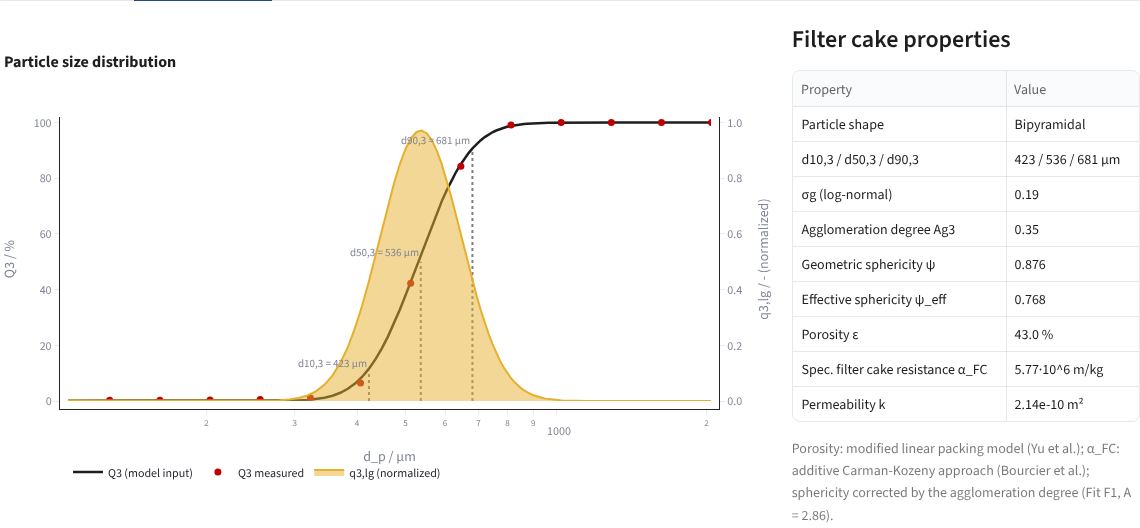 Particle size distribution
100
80
60
40
20
0
Q3 / %
1.0
0.8
0.6
0.4
0.2
0.0
q3,lg / - (normalized)
d90,3 = 681 µm
d50,3 = 536 µm
d10,3 = 423 µm
2 3 4 5 6 7 8 9 1000 2
d_p / µm
Q3 (model input) Q3 measured q3,lg (normalized)
Filter cake properties
Property Value
Particle shape Bipyramidal
d10,3 / d50,3 / d90,3 423 / 536 / 681 µm
σg (log-normal) 0.19
Agglomeration degree Ag3 0.35
Geometric sphericity ψ 0.876
Effective sphericity ψ_eff 0.768
Porosity ε 43.0 %
Spec. filter cake resistance α_FC 5.77·10^6 m/kg
Permeability k 2.14e-10 m²
Porosity: modified linear packing model (Yu et al.); α_FC:
additive Carman-Kozeny approach (Bourcier et al.);
sphericity corrected by the agglomeration degree (Fit F1, A
= 2.86).